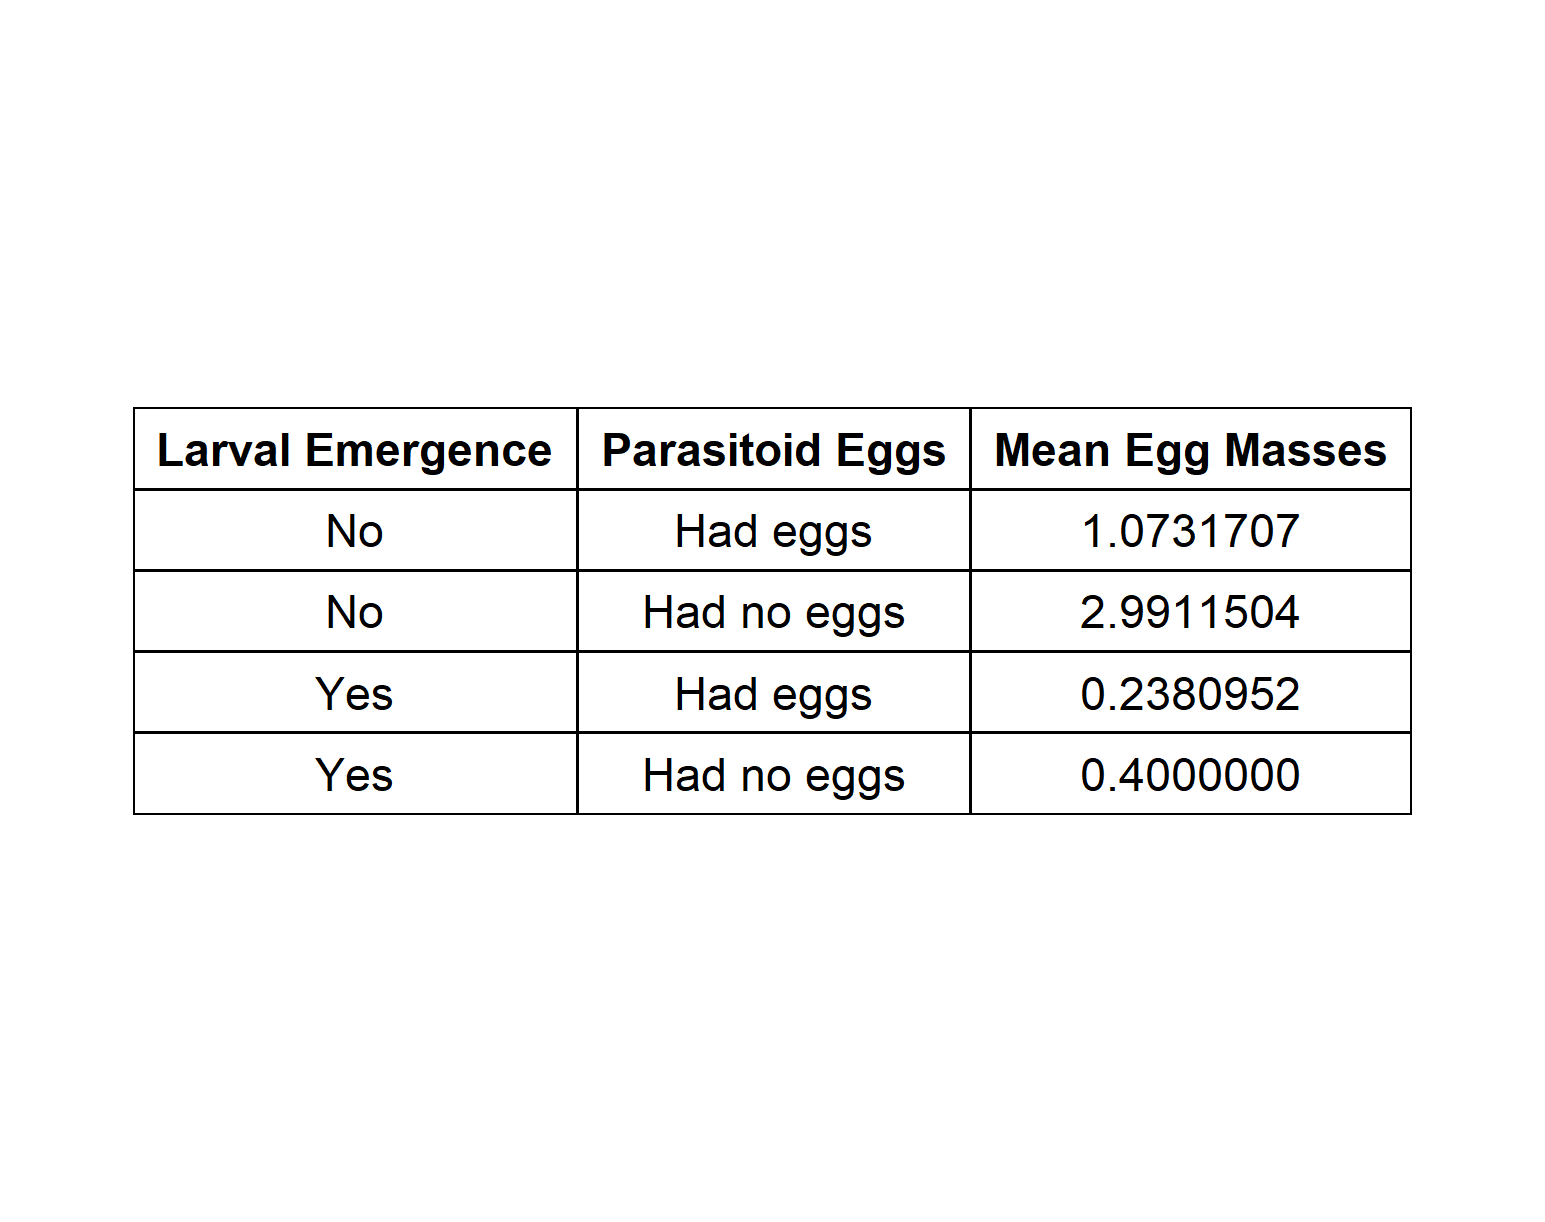 Larval Emergence Parasitoid Eggs Mean Egg Masses
No Had eggs 1.0731707
No Had no eggs 2.9911504
Yes Had eggs 0.2380952
Yes Had no eggs 0.4000000